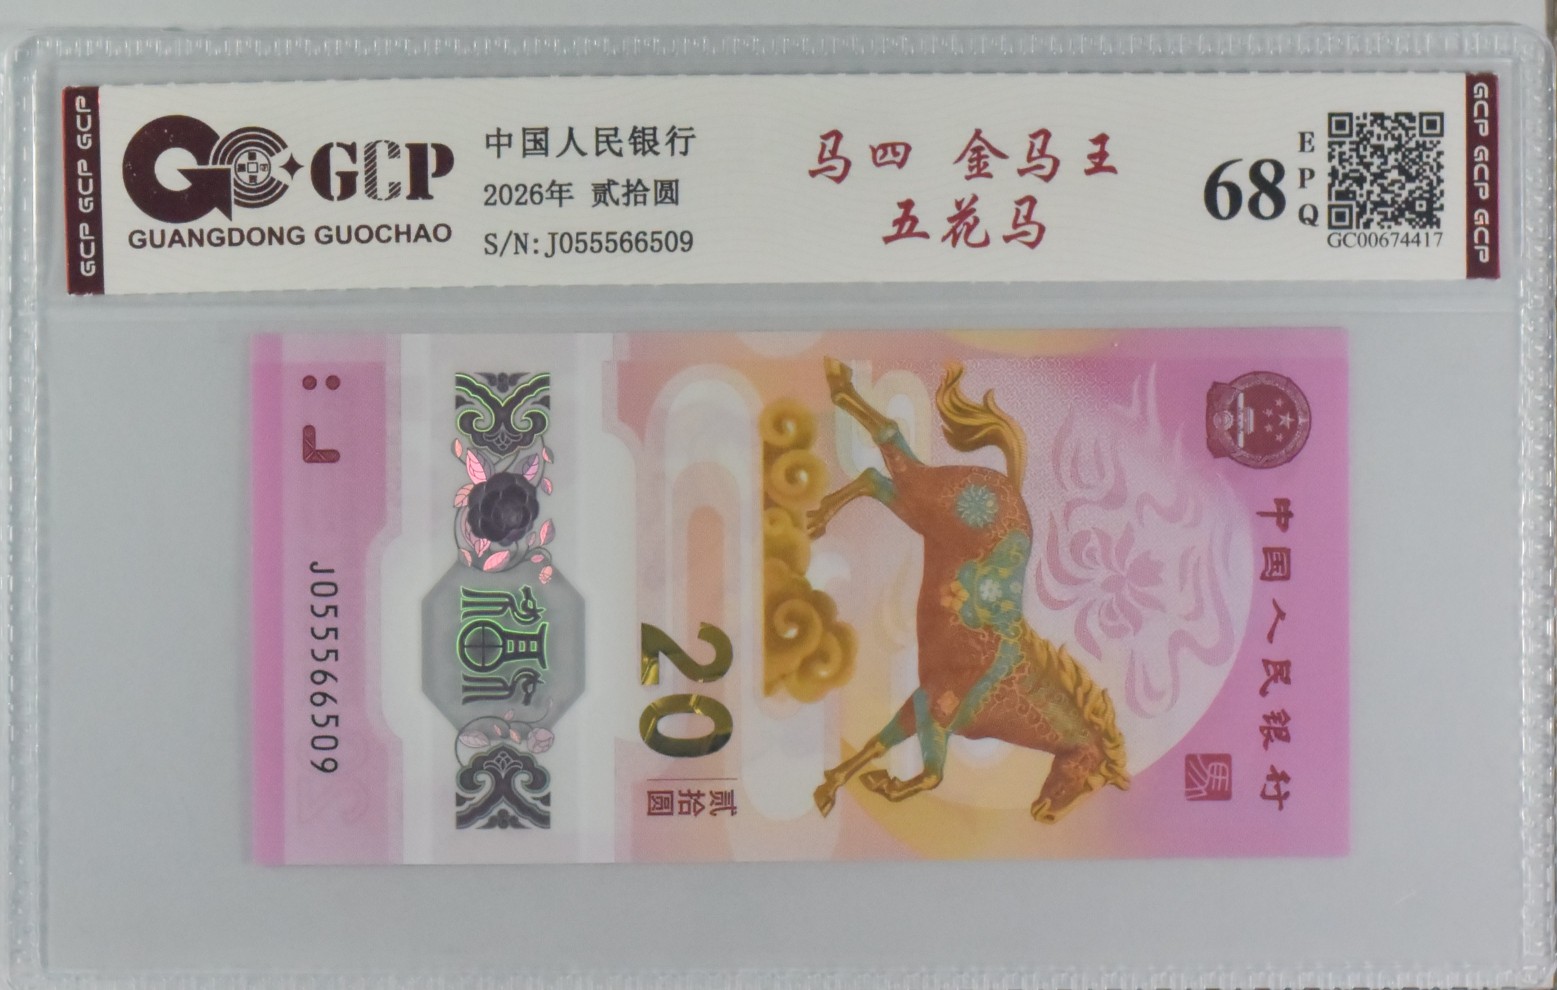 GCP GCP GCP
GCP
GUANGDONG GUOCHAO
中国人民银行
2026年 贰拾圆
S/N:J055566509
马四 金马王
五花马
68
EPQ
GC00674417
GCP GCP GCP
J055566509
20
贰拾圆
中国人民银行